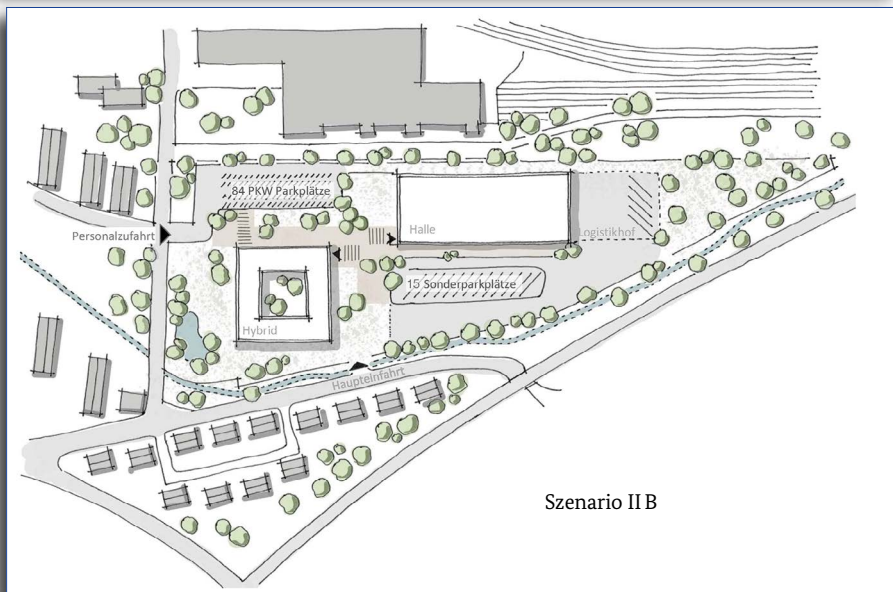 84 PKW Parkplätze
Personalzufahrt
Halle
Logistikhof
15 Sonderparkplätze
Hybrid
Haupteinfahrt
Szenario II B